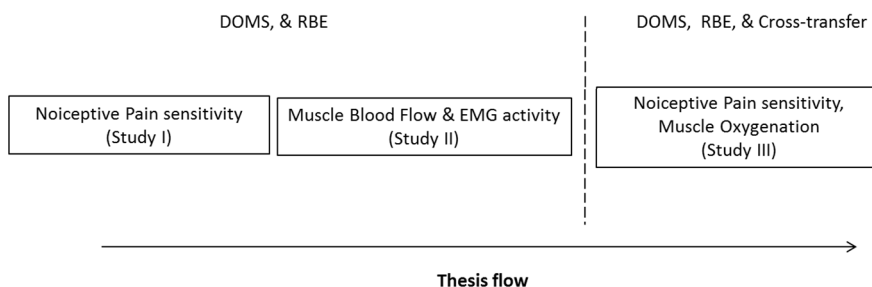 DOMS, & RBE
DOMS, RBE, & Cross-transfer
Noiceptive Pain sensitivity
(Study I)
Muscle Blood Flow & EMG activity
(Study II)
Noiceptive Pain sensitivity,
Muscle Oxygenation
(Study III)
Thesis flow